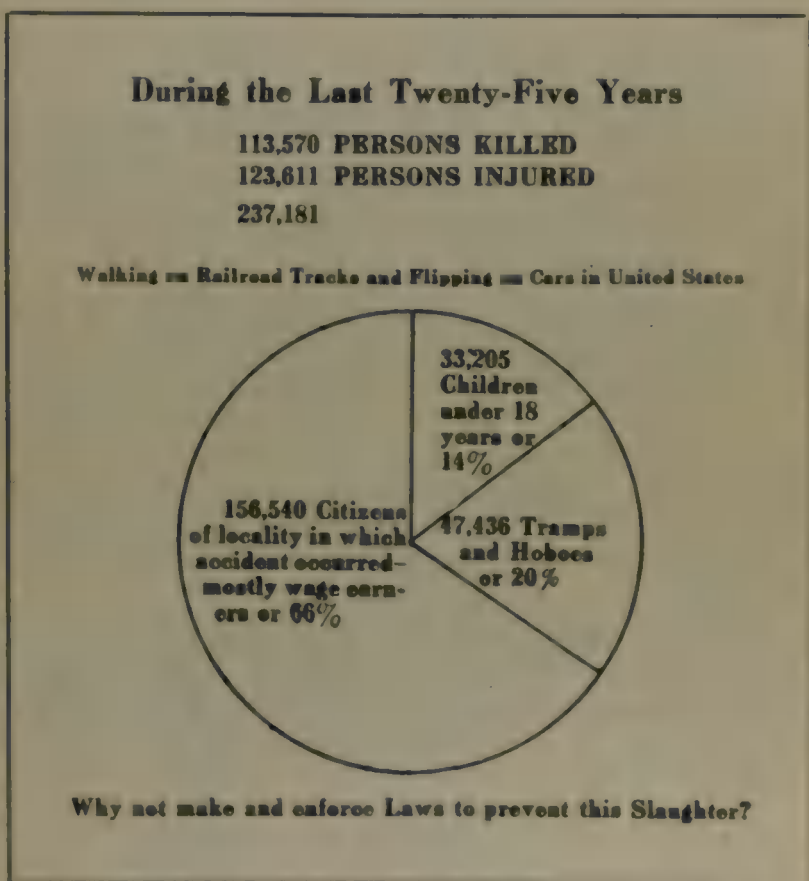 During the Last Twenty-Five Years
113,570 PERSONS KILLED
123,611 PERSONS INJURED
237,181
Walking on Railroad Tracks and Flipping on Cars in United States
33,205
Children
under 18
years or
14%
156,540 Citizens
of locality in which
accident occurred-
mostly wage earn-
ers or 66%
47,436 Tramps
and Hoboes
or 20%
Why not make and enforce Laws to prevent this Slaughter?